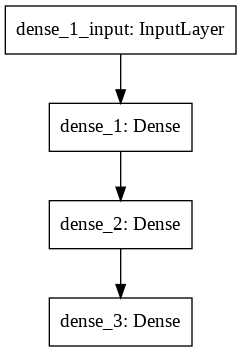 dense_1_input: InputLayer
dense_1: Dense
dense_2: Dense
dense_3: Dense